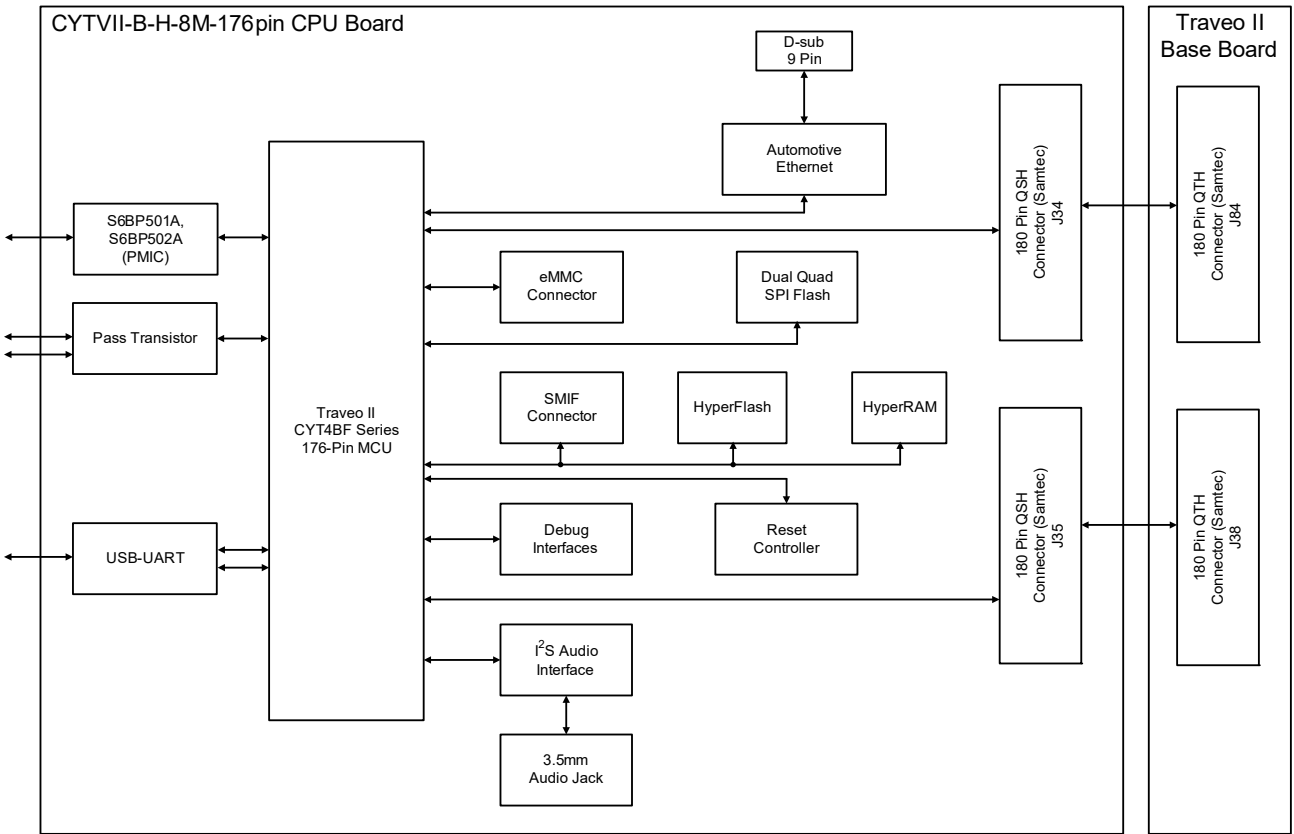 CYTVII-B-H-8M-176pin CPU Board
Traveo II
Base Board
D-sub
9 Pin
Automotive
Ethernet
180 Pin QSH
Connector (Samtec)
J34
180 Pin QTH
Connector (Samtec)
J84
S6BP501A,
S6BP502A
(PMIC)
eMMC
Connector
Dual Quad
SPI Flash
Pass Transistor
Traveo II
CYT4BF Series
176-Pin MCU
SMIF
Connector
HyperFlash
HyperRAM
180 Pin QSH
Connector (Samtec)
J35
180 Pin QTH
Connector (Samtec)
J38
USB-UART
Debug
Interfaces
Reset
Controller
I²S Audio
Interface
3.5mm
Audio Jack